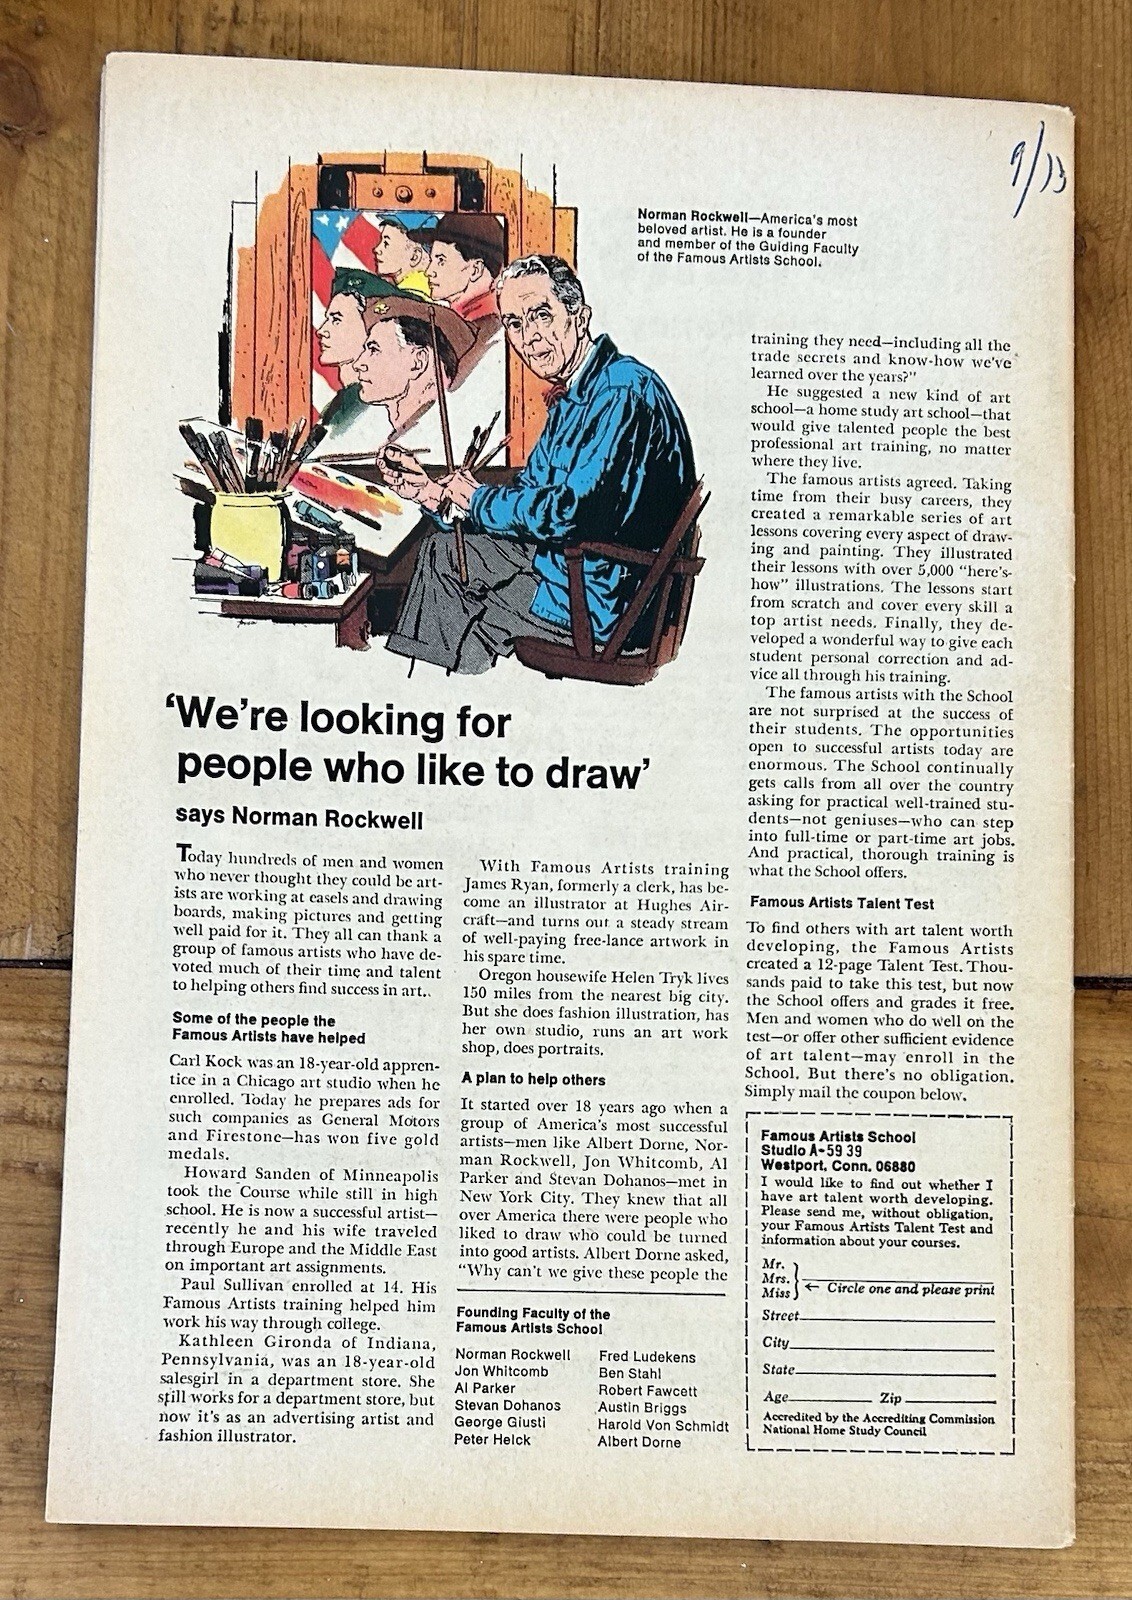 9/13
Norman Rockwell—America's most
beloved artist. He is a founder
and member of the Guiding Faculty
of the Famous Artists School.
'We're looking for
people who like to draw'
says Norman Rockwell
Today hundreds of men and women
who never thought they could be art-
ists are working at easels and drawing
boards, making pictures and getting
well paid for it. They all can thank a
group of famous artists who have de-
voted much of their time and talent
to helping others find success in art.
Some of the people the
Famous Artists have helped
Carl Kock was an 18-year-old appren-
tice in a Chicago art studio when he
enrolled. Today he prepares ads for
such companies as General Motors
and Firestone—has won five gold
medals.
Howard Sanden of Minneapolis
took the Course while still in high
school. He is now a successful artist—
recently he and his wife traveled
through Europe and the Middle East
on important art assignments.
Paul Sullivan enrolled at 14. His
Famous Artists training helped him
work his way through college.
Kathleen Gironda of Indiana,
Pennsylvania, was an 18-year-old
salesgirl in a department store. She
still works for a department store, but
now it's as an advertising artist and
fashion illustrator.
With Famous Artists training
James Ryan, formerly a clerk, has be-
come an illustrator at Hughes Air-
craft—and turns out a steady stream
of well-paying free-lance artwork in
his spare time.
Oregon housewife Helen Tryk lives
150 miles from the nearest big city.
But she does fashion illustration, has
her own studio, runs an art work
shop, does portraits.
A plan to help others
It started over 18 years ago when a
group of America's most successful
artists—men like Albert Dorne, Nor-
man Rockwell, Jon Whitcomb, Al
Parker and Stevan Dohanos—met in
New York City. They knew that all
over America there were people who
liked to draw who could be turned
into good artists. Albert Dorne asked,
"Why can't we give these people the
Founding Faculty of the
Famous Artists School
Norman Rockwell
Jon Whitcomb
Al Parker
Stevan Dohanos
George Giusti
Peter Helck
Fred Ludekens
Ben Stahl
Robert Fawcett
Austin Briggs
Harold Von Schmidt
Albert Dorne
training they need—including all the
trade secrets and know-how we've
learned over the years?"
He suggested a new kind of art
school—a home study art school—that
would give talented people the best
professional art training, no matter
where they live.
The famous artists agreed. Taking
time from their busy careers, they
created a remarkable series of art
lessons covering every aspect of draw-
ing and painting. They illustrated
their lessons with over 5,000 "here's-
how" illustrations. The lessons start
from scratch and cover every skill a
top artist needs. Finally, they de-
veloped a wonderful way to give each
student personal correction and ad-
vice all through his training.
The famous artists with the School
are not surprised at the success of
their students. The opportunities
open to successful artists today are
enormous. The School continually
gets calls from all over the country
asking for practical well-trained stu-
dents—not geniuses—who can step
into full-time or part-time art jobs.
And practical, thorough training is
what the School offers.
Famous Artists Talent Test
To find others with art talent worth
developing, the Famous Artists
created a 12-page Talent Test. Thou-
sands paid to take this test, but now
the School offers and grades it free.
Men and women who do well on the
test—or offer other sufficient evidence
of art talent—may enroll in the
School. But there's no obligation.
Simply mail the coupon below.
Famous Artists School
Studio A-5939
Westport, Conn. 06880
I would like to find out whether I
have art talent worth developing.
Please send me, without obligation,
your Famous Artists Talent Test and
information about your courses.
Mr.
Mrs.
Miss
← Circle one and please print
Street
City
State
Age Zip
Accredited by the Accrediting Commission
National Home Study Council